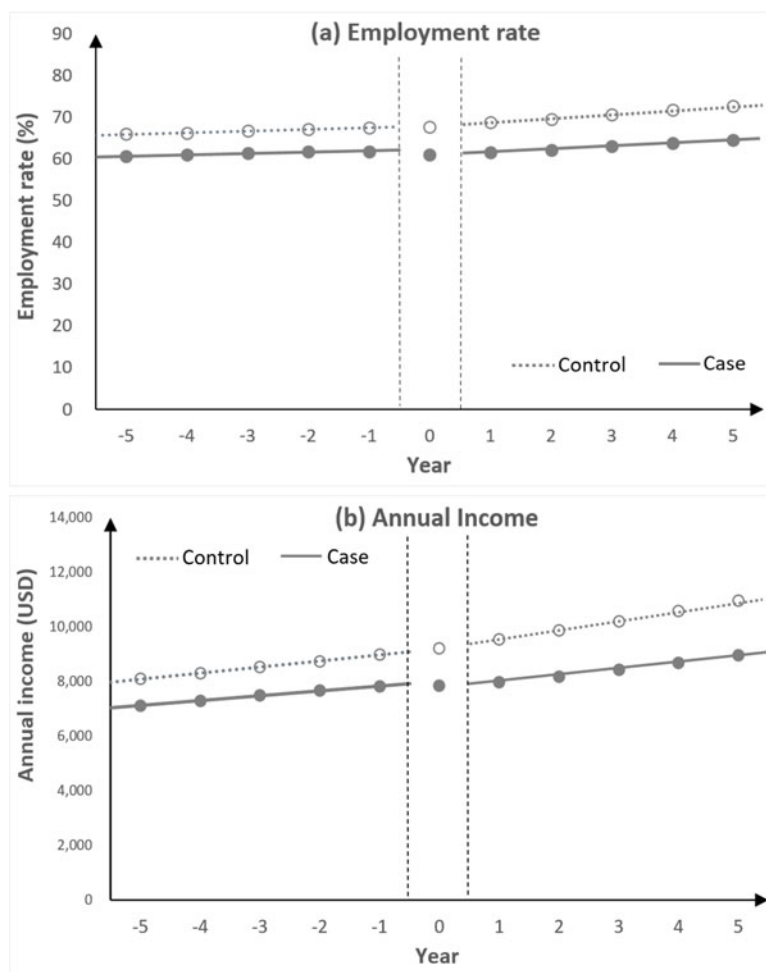 (a) Employment rate
Employment rate (%)
90
80
70
60
50
40
30
20
10
0
Control Case
-5 -4 -3 -2 -1 0 1 2 3 4 5
Year
(b) Annual Income
Annual income (USD)
14,000
Control Case
12,000
10,000
8,000
6,000
4,000
2,000
0
-5 -4 -3 -2 -1 0 1 2 3 4 5
Year